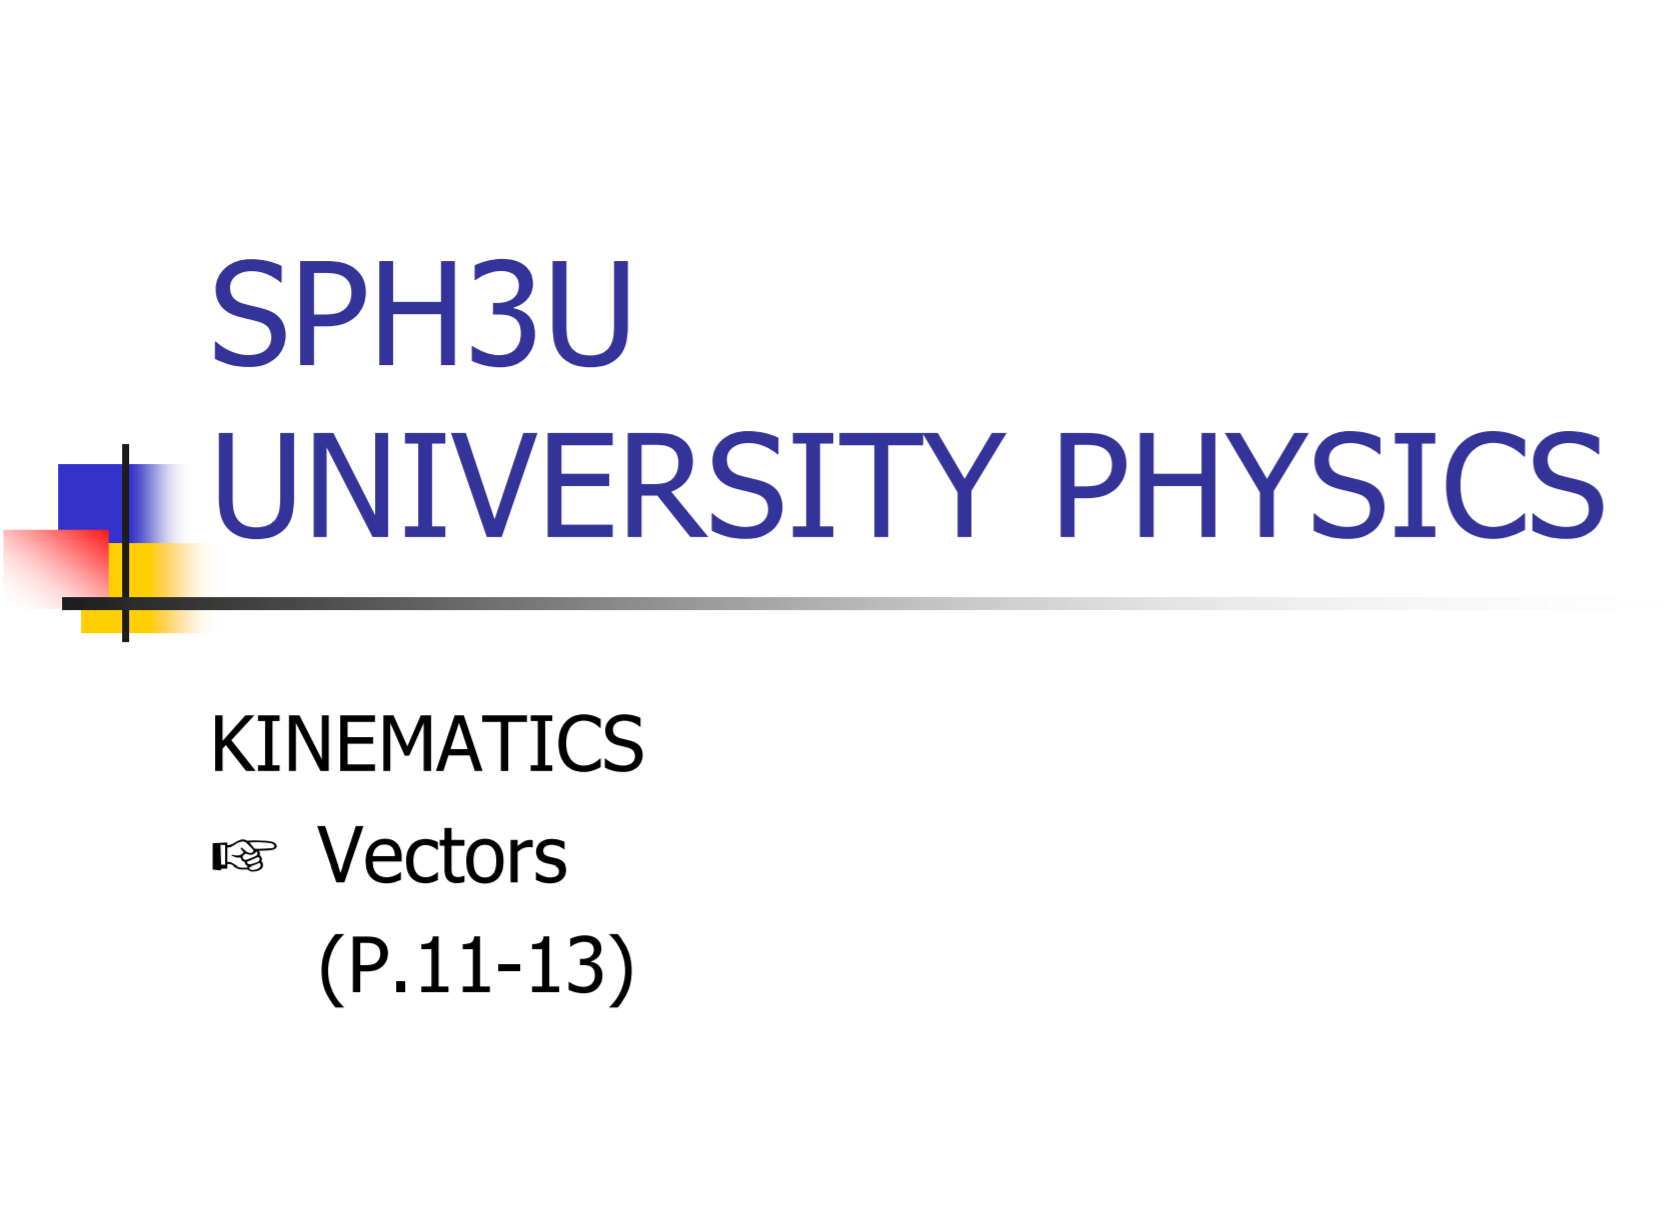 SPH3U
UNIVERSITY PHYSICS
KINEMATICS
☞ Vectors
(P.11-13)